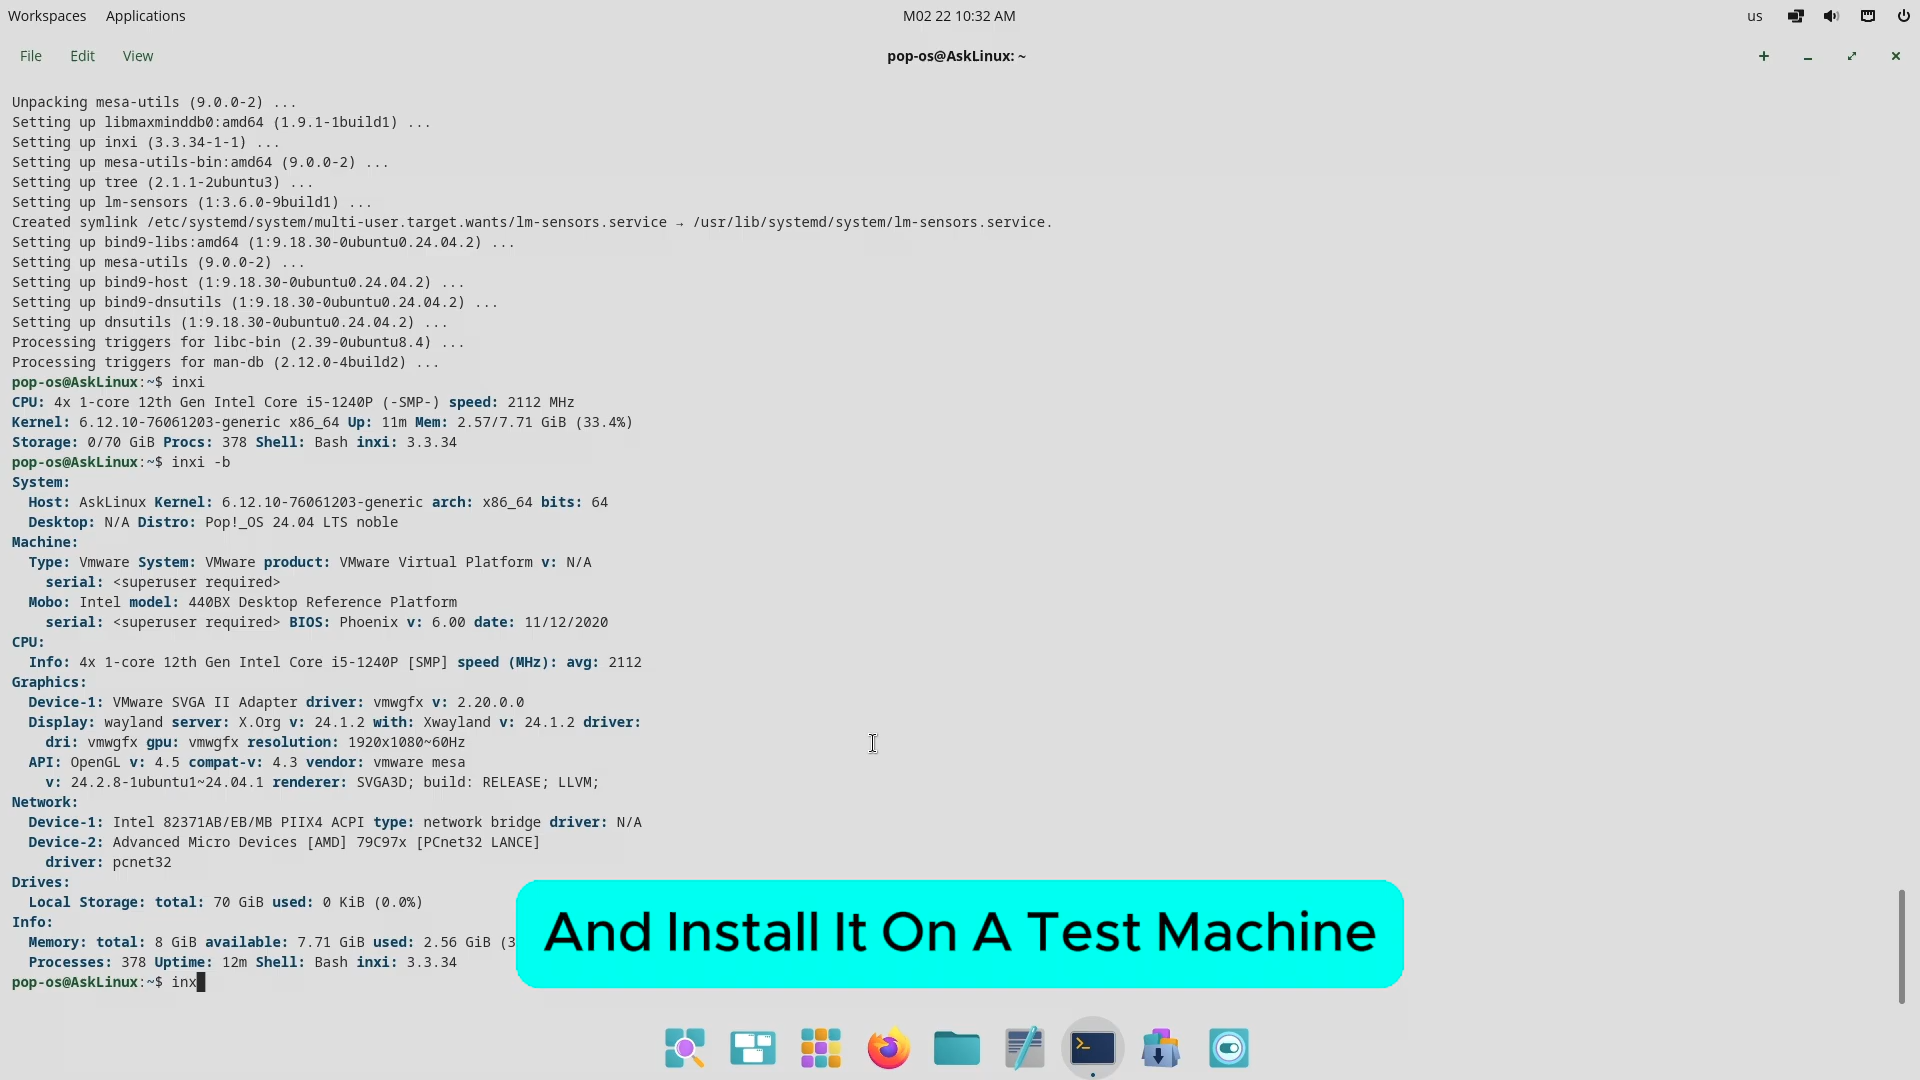 Workspaces Applications M02 22 10:32 AM us
File Edit View pop-os@AskLinux: ~
Unpacking mesa-utils (9.0.0-2) ...
Setting up libmaxminddb0:amd64 (1.9.1-1build1) ...
Setting up inxi (3.3.34-1-1) ...
Setting up mesa-utils-bin:amd64 (9.0.0-2) ...
Setting up tree (2.1.1-2ubuntu3) ...
Setting up lm-sensors (1:3.6.0-9build1) ...
Created symlink /etc/systemd/system/multi-user.target.wants/lm-sensors.service → /usr/lib/systemd/system/lm-sensors.service.
Setting up bind9-libs:amd64 (1:9.18.30-0ubuntu0.24.04.2) ...
Setting up mesa-utils (9.0.0-2) ...
Setting up bind9-host (1:9.18.30-0ubuntu0.24.04.2) ...
Setting up bind9-dnsutils (1:9.18.30-0ubuntu0.24.04.2) ...
Setting up dnsutils (1:9.18.30-0ubuntu0.24.04.2) ...
Processing triggers for libc-bin (2.39-0ubuntu8.4) ...
Processing triggers for man-db (2.12.0-4build2) ...
pop-os@AskLinux:~$ inxi
CPU: 4x 1-core 12th Gen Intel Core i5-1240P (-SMP-) speed: 2112 MHz
Kernel: 6.12.10-76061203-generic x86_64 Up: 11m Mem: 2.57/7.71 GiB (33.4%)
Storage: 0/70 GiB Procs: 378 Shell: Bash inxi: 3.3.34
pop-os@AskLinux:~$ inxi -b
System:
Host: AskLinux Kernel: 6.12.10-76061203-generic arch: x86_64 bits: 64
Desktop: N/A Distro: Pop!_OS 24.04 LTS noble
Machine:
Type: Vmware System: VMware product: VMware Virtual Platform v: N/A
serial: <superuser required>
Mobo: Intel model: 440BX Desktop Reference Platform
serial: <superuser required> BIOS: Phoenix v: 6.00 date: 11/12/2020
CPU:
Info: 4x 1-core 12th Gen Intel Core i5-1240P [SMP] speed (MHz): avg: 2112
Graphics:
Device-1: VMware SVGA II Adapter driver: vmwgfx v: 2.20.0.0
Display: wayland server: X.Org v: 24.1.2 with: Xwayland v: 24.1.2 driver:
dri: vmwgfx gpu: vmwgfx resolution: 1920x1080~60Hz
API: OpenGL v: 4.5 compat-v: 4.3 vendor: vmware mesa
v: 24.2.8-1ubuntu1~24.04.1 renderer: SVGA3D; build: RELEASE; LLVM;
Network:
Device-1: Intel 82371AB/EB/MB PIIX4 ACPI type: network bridge driver: N/A
Device-2: Advanced Micro Devices [AMD] 79C97x [PCnet32 LANCE]
driver: pcnet32
Drives:
Local Storage: total: 70 GiB used: 0 KiB (0.0%)
Info:
Memory: total: 8 GiB available: 7.71 GiB used: 2.56 GiB (3
Processes: 378 Uptime: 12m Shell: Bash inxi: 3.3.34
pop-os@AskLinux:~$ inx
And Install It On A Test Machine